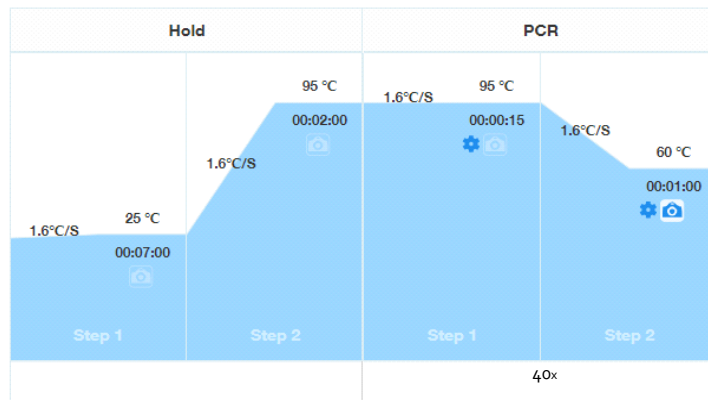 Hold
PCR
1.6°C/S
25 °C
00:07:00
Step 1
1.6°C/S
95 °C
00:02:00
Step 2
1.6°C/S
95 °C
00:00:15
Step 1
1.6°C/S
60 °C
00:01:00
Step 2
40x